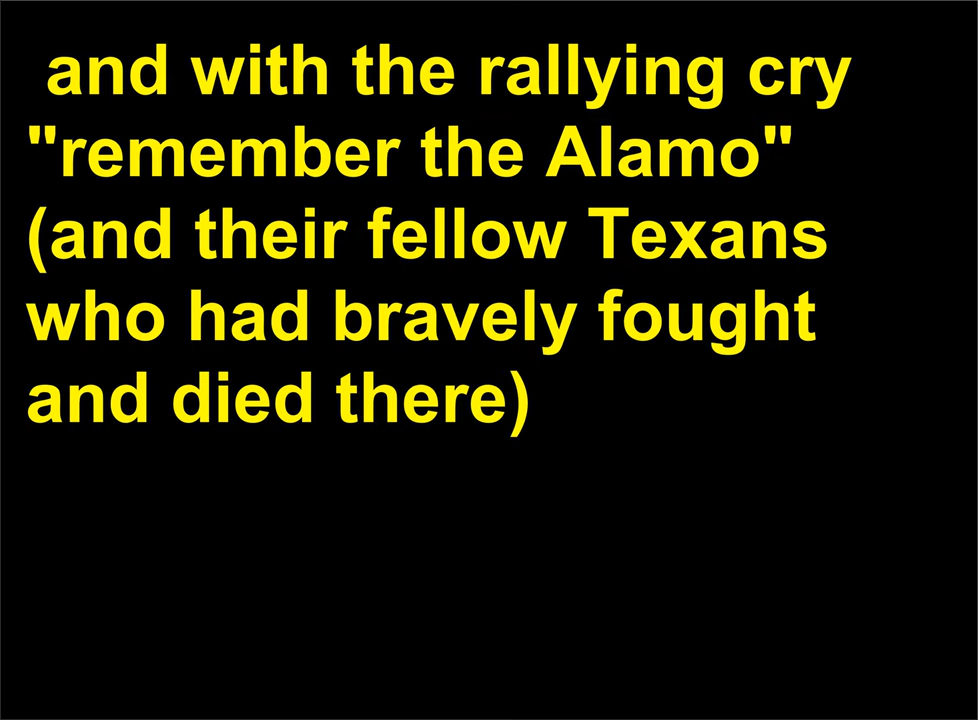 and with the rallying cry
"remember the Alamo"
(and their fellow Texans
who had bravely fought
and died there)